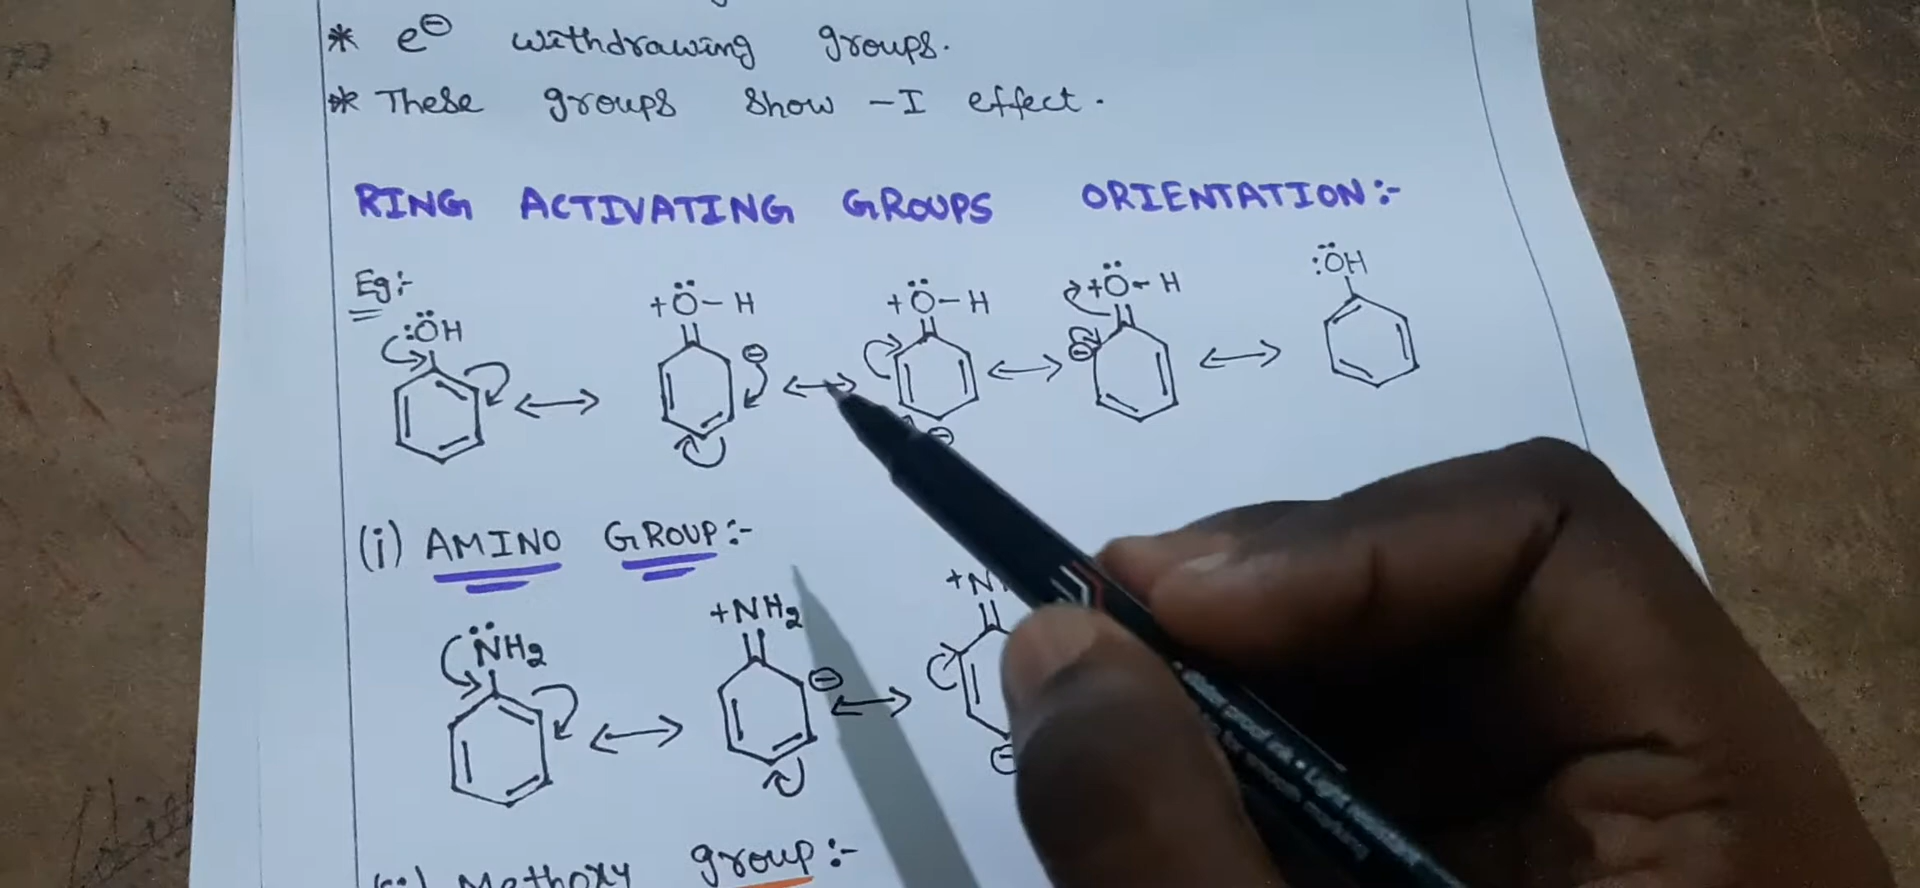 * e⊖ withdrawing groups.
* These groups show -I effect.
RING ACTIVATING GROUPS ORIENTATION:-
Eg:-
:ÖH +Ö-H +Ö-H +Ö-H :ÖH
(i) AMINO GROUP:-
N̈H2 +NH2 +N
Methoxy group:-